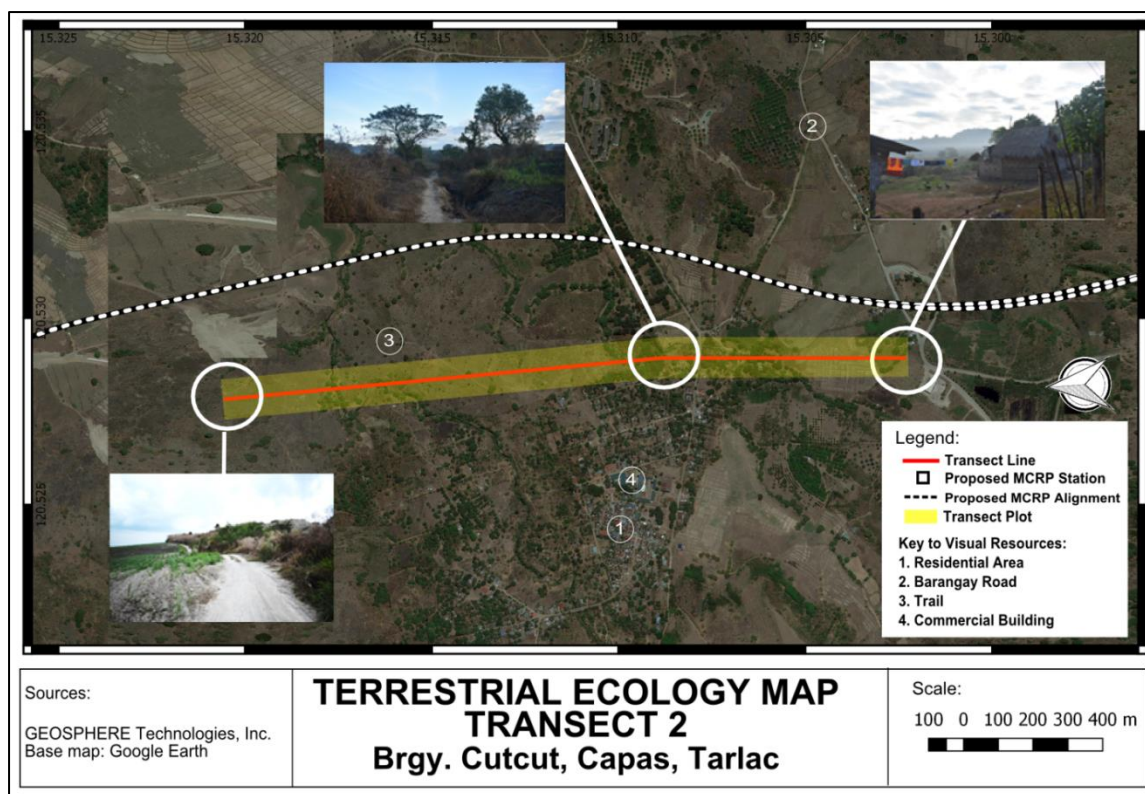 15.325 15.320 15.315 15.310 15.305 15.300
120.535
120.530
120.525
2
3
4
1
Legend:
Transect Line
Proposed MCRP Station
Proposed MCRP Alignment
Transect Plot
Key to Visual Resources:
1. Residential Area
2. Barangay Road
3. Trail
4. Commercial Building
Sources:
GEOSPHERE Technologies, Inc.
Base map: Google Earth
TERRESTRIAL ECOLOGY MAP
TRANSECT 2
Brgy. Cutcut, Capas, Tarlac
Scale:
100 0 100 200 300 400 m